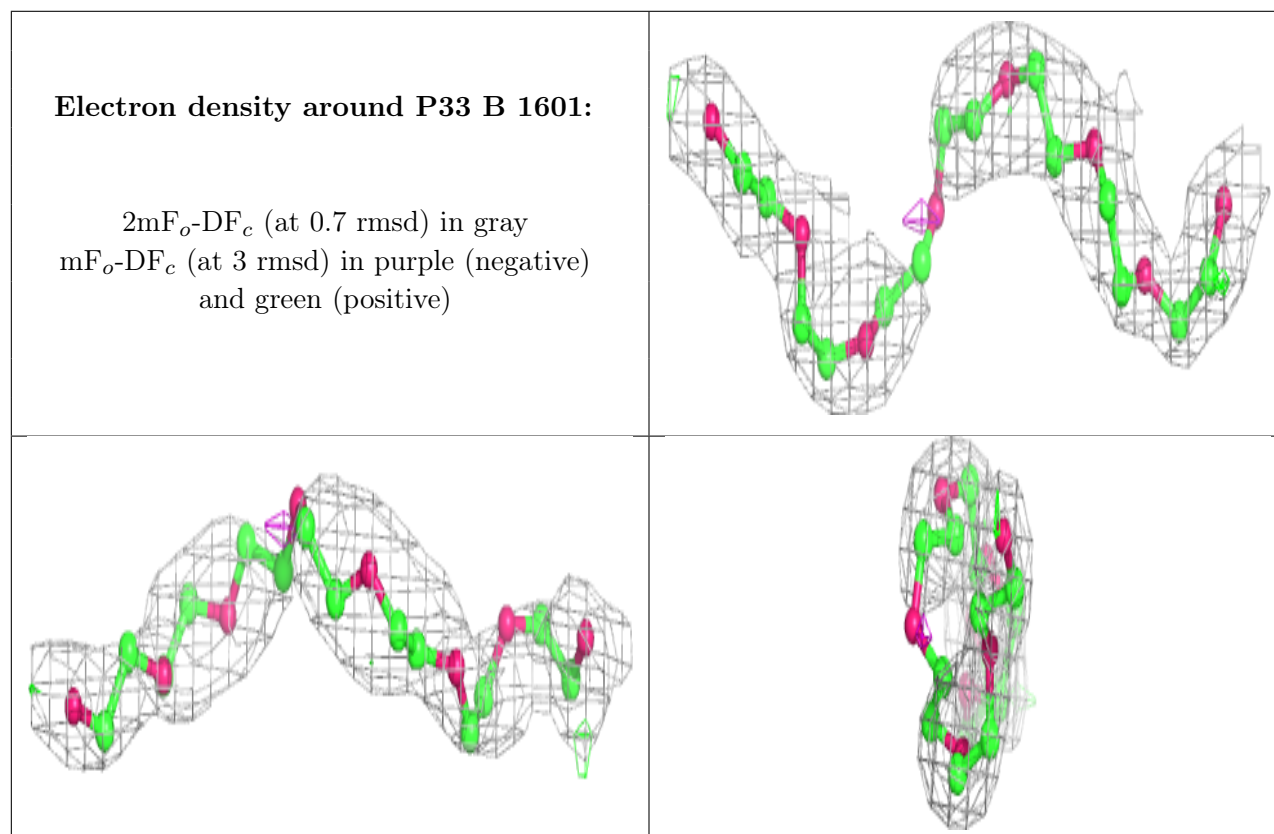 Electron density around P33 B 1601:
2mFo-DFc (at 0.7 rmsd) in gray
mFo-DFc (at 3 rmsd) in purple (negative)
and green (positive)